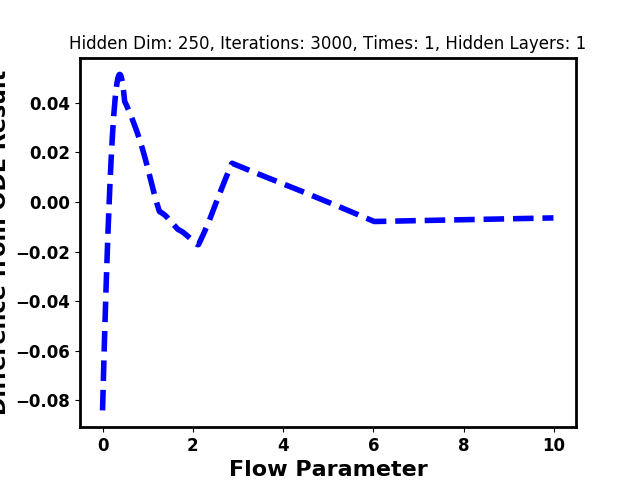 Hidden Dim: 250, Iterations: 3000, Times: 1, Hidden Layers: 1
Difference from ODE Result
0.04
0.02
0.00
−0.02
−0.04
−0.06
−0.08
0 2 4 6 8 10
Flow Parameter